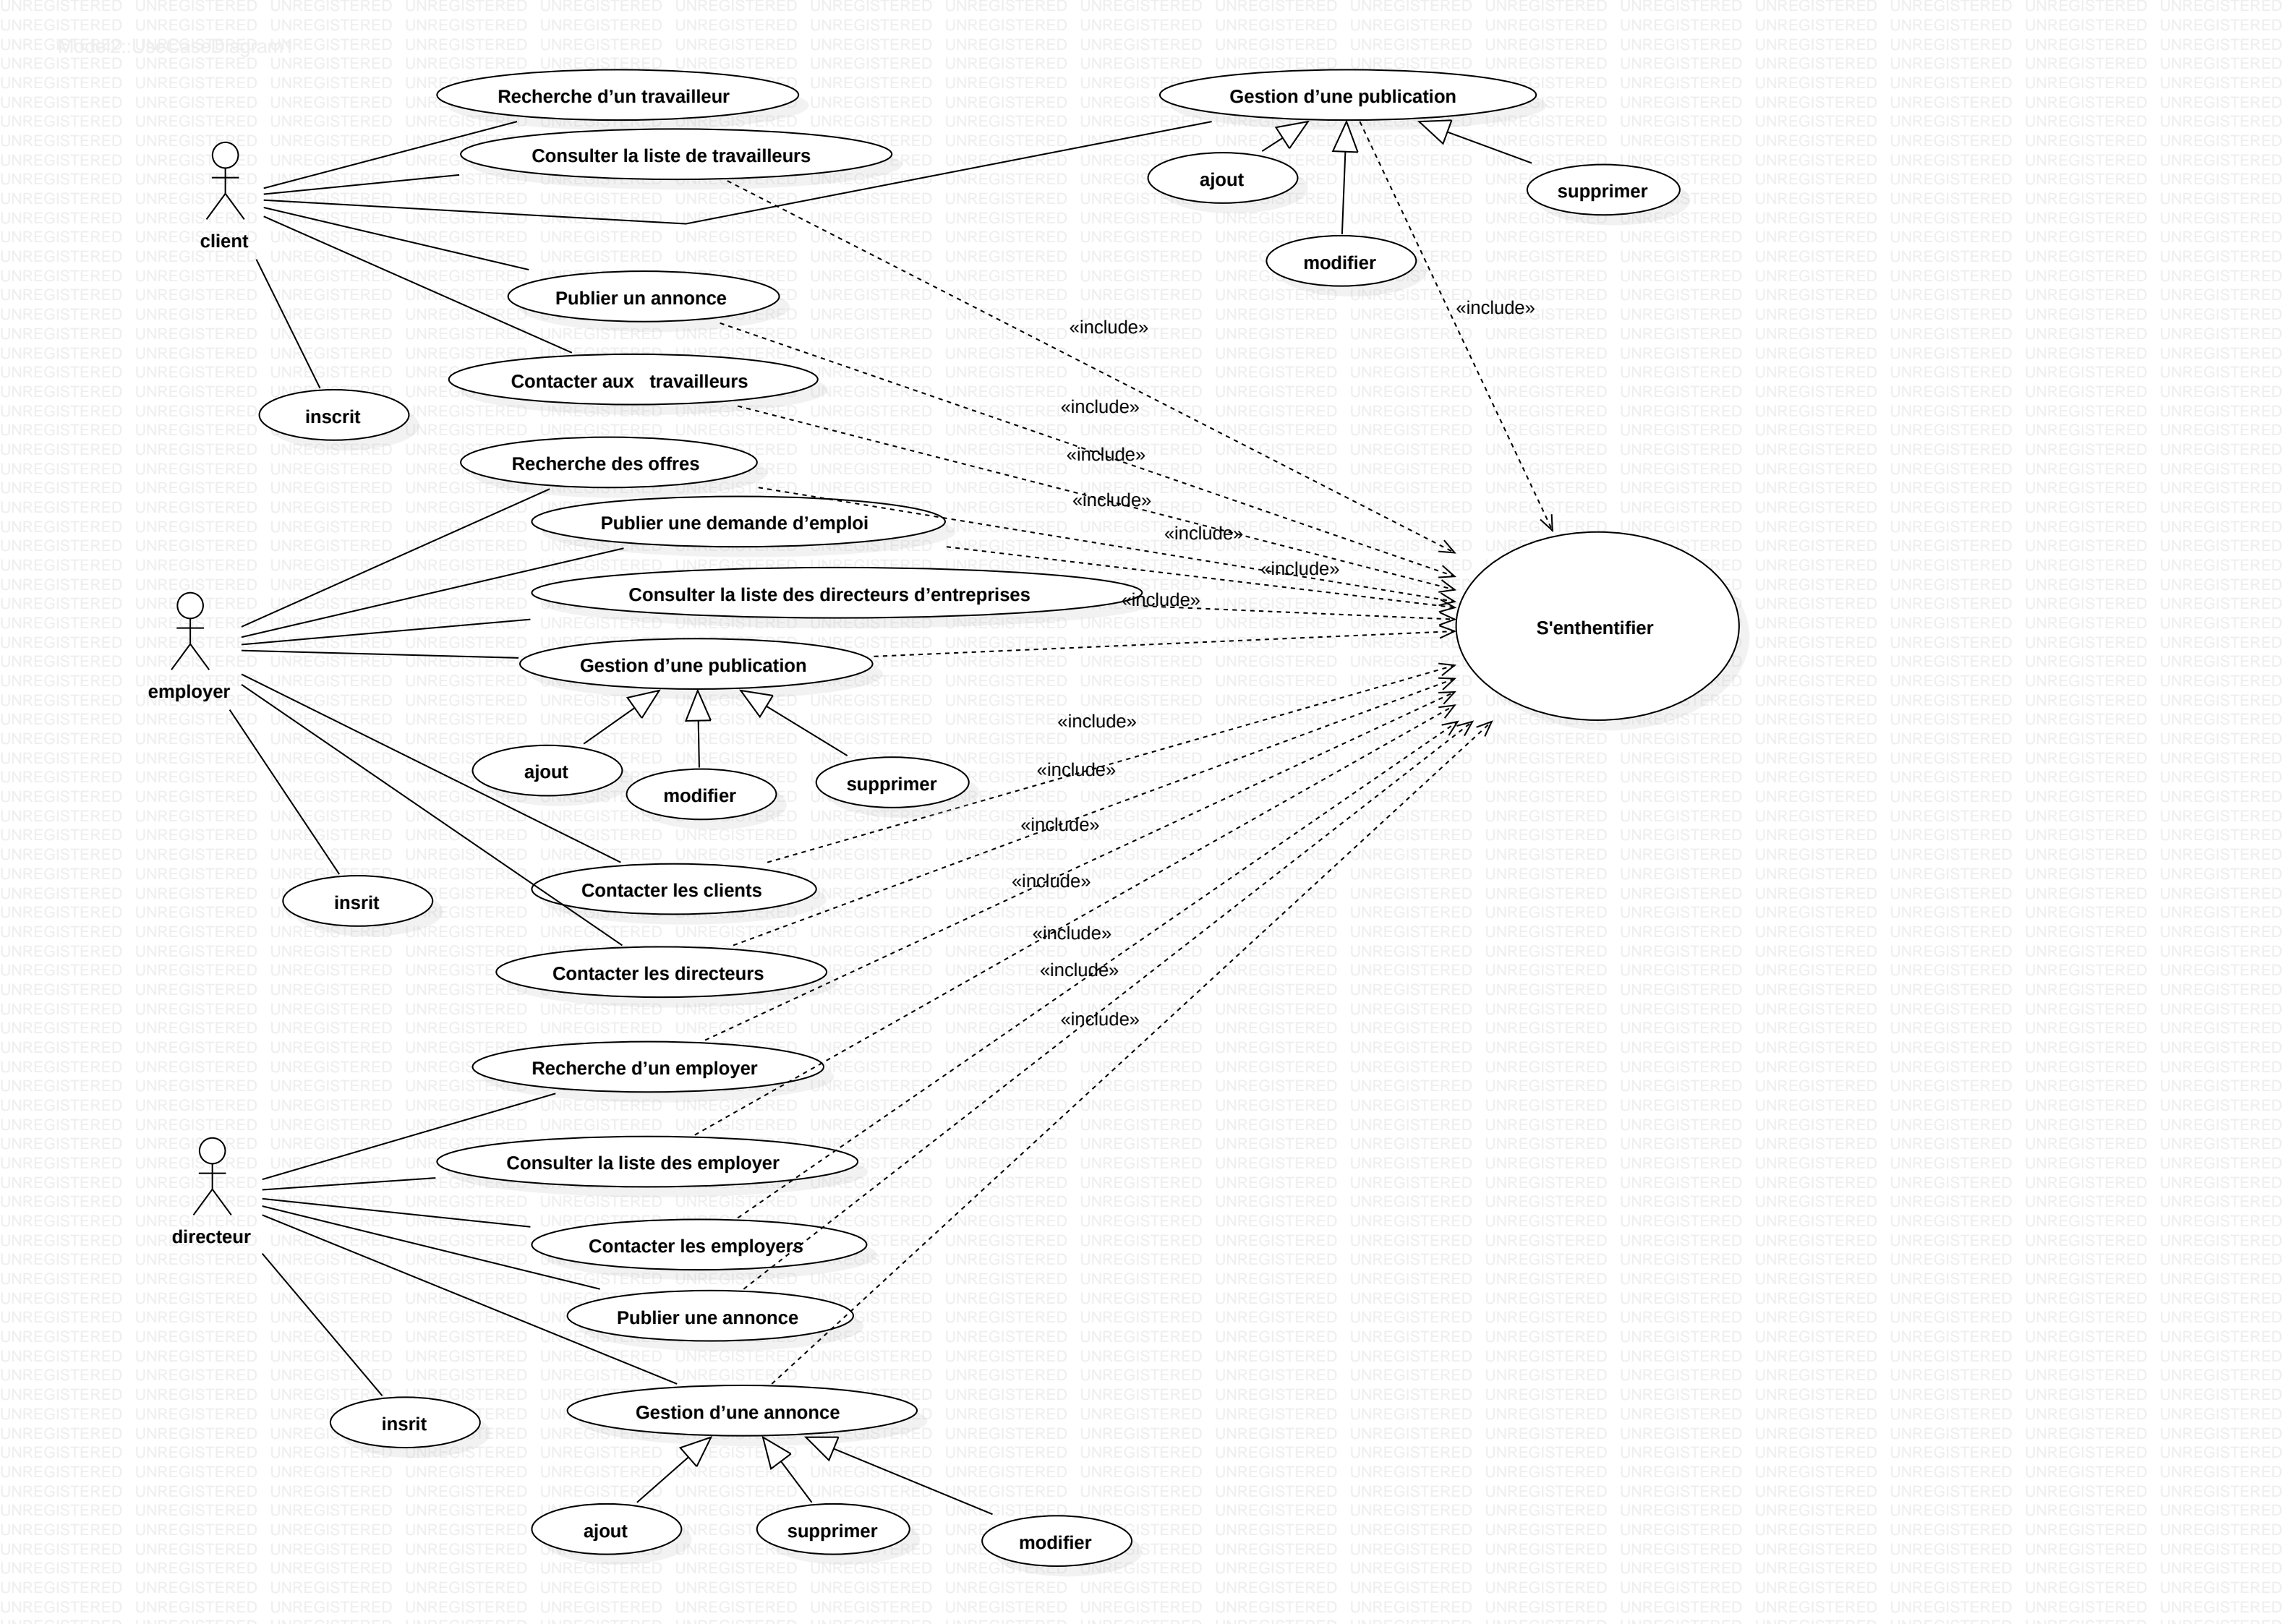 Model2::UseCaseDiagram1
Recherche d’un travailleur
Gestion d’une publication
Consulter la liste de travailleurs
ajout
supprimer
client
modifier
Publier un annonce
«include»
«include»
Contacter aux   travailleurs
inscrit
«include»
«include»
Recherche des offres
«include»
Publier une demande d’emploi
«include»
«include»
Consulter la liste des directeurs d’entreprises
«include»
S'enthentifier
Gestion d’une publication
employer
«include»
ajout
«include»
modifier
supprimer
«include»
Contacter les clients
«include»
insrit
«include»
Contacter les directeurs
«include»
«include»
Recherche d’un employer
Consulter la liste des employer
directeur
Contacter les employers
Publier une annonce
Gestion d’une annonce
insrit
ajout
supprimer
modifier